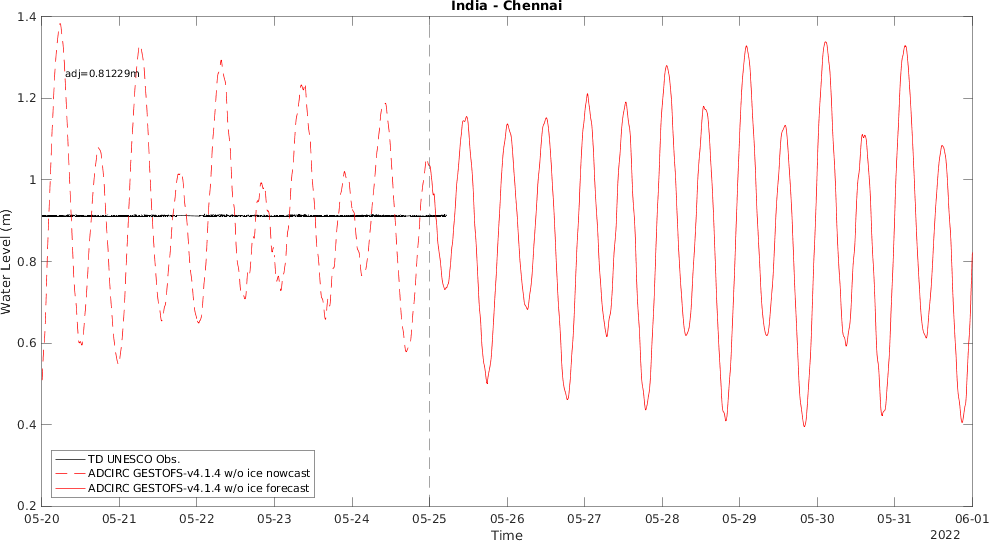 India - Chennai
1.4
adj=0.81229m
1.2
1
0.8
0.6
0.4
0.2
Water Level (m)
TD UNESCO Obs.
ADCIRC GESTOFS-v4.1.4 w/o ice nowcast
ADCIRC GESTOFS-v4.1.4 w/o ice forecast
05-20 05-21 05-22 05-23 05-24 05-25 05-26 05-27 05-28 05-29 05-30 05-31 06-01
Time
2022